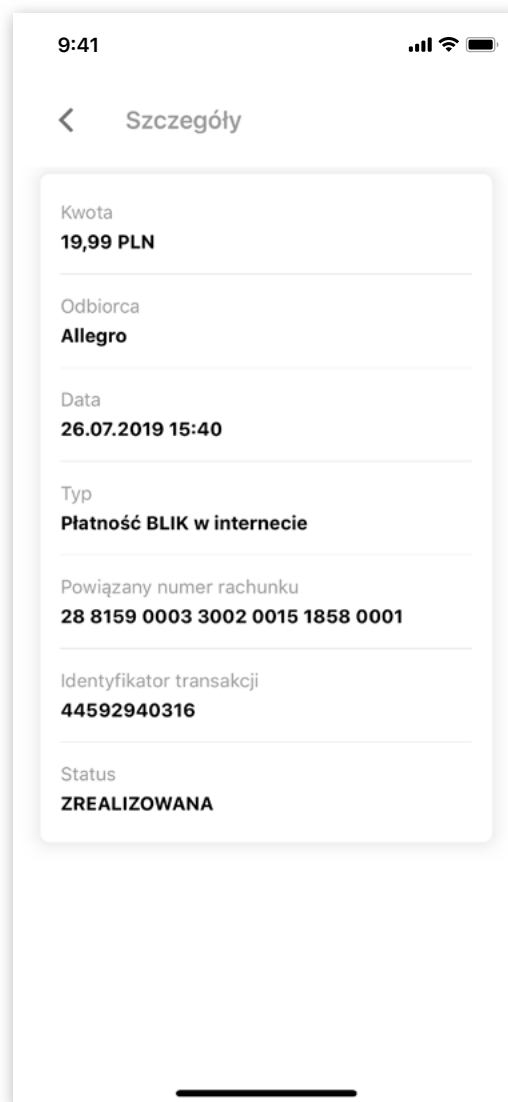 9:41
Szczegóły
Kwota
19,99 PLN
Odbiorca
Allegro
Data
26.07.2019 15:40
Typ
Płatność BLIK w internecie
Powiązany numer rachunku
28 8159 0003 3002 0015 1858 0001
Identyfikator transakcji
44592940316
Status
ZREALIZOWANA